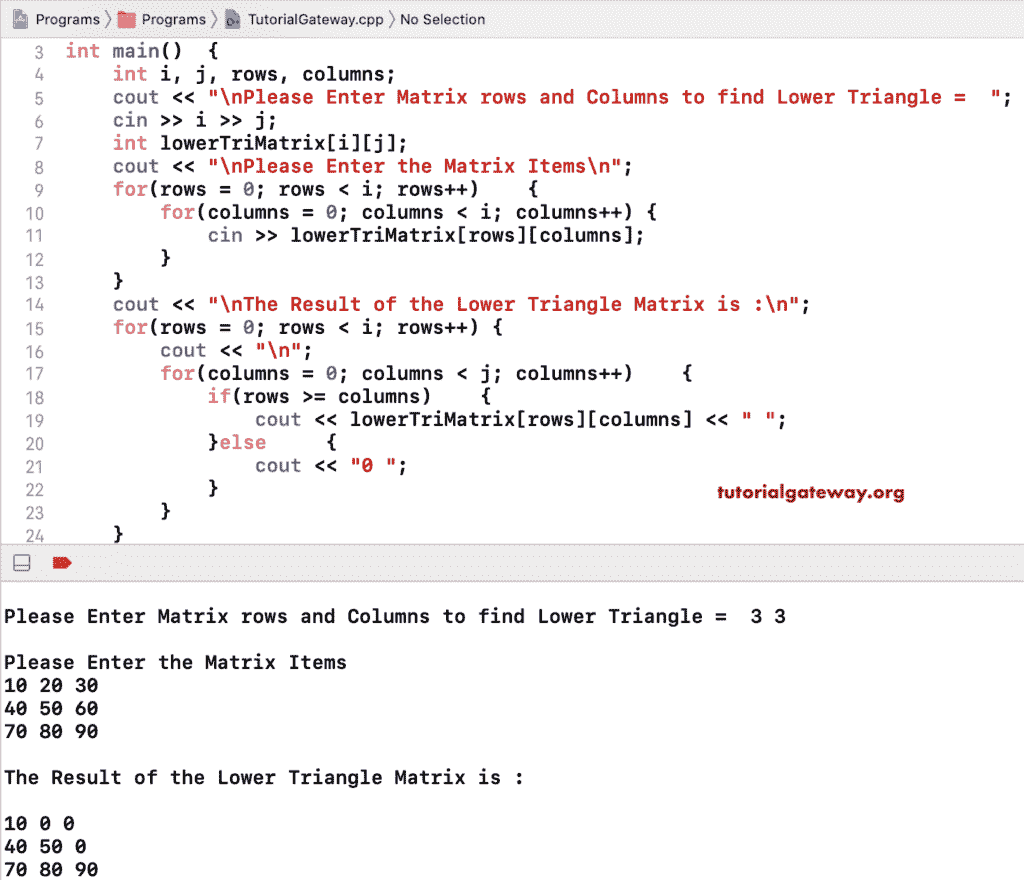 Programs 〉 Programs 〉 TutorialGateway.cpp 〉 No Selection
3 int main()  {
4     int i, j, rows, columns;
5     cout << "\nPlease Enter Matrix rows and Columns to find Lower Triangle =  ";
6     cin >> i >> j;
7     int lowerTriMatrix[i][j];
8     cout << "\nPlease Enter the Matrix Items\n";
9     for(rows = 0; rows < i; rows++)    {
10         for(columns = 0; columns < i; columns++) {
11             cin >> lowerTriMatrix[rows][columns];
12         }
13     }
14     cout << "\nThe Result of the Lower Triangle Matrix is :\n";
15     for(rows = 0; rows < i; rows++) {
16         cout << "\n";
17         for(columns = 0; columns < j; columns++)    {
18             if(rows >= columns)    {
19                 cout << lowerTriMatrix[rows][columns] << " ";
20             }else     {
21                 cout << "0 ";
22             }
tutorialgateway.org
23         }
24     }
Please Enter Matrix rows and Columns to find Lower Triangle =  3 3
Please Enter the Matrix Items
10 20 30
40 50 60
70 80 90
The Result of the Lower Triangle Matrix is :
10 0 0
40 50 0
70 80 90